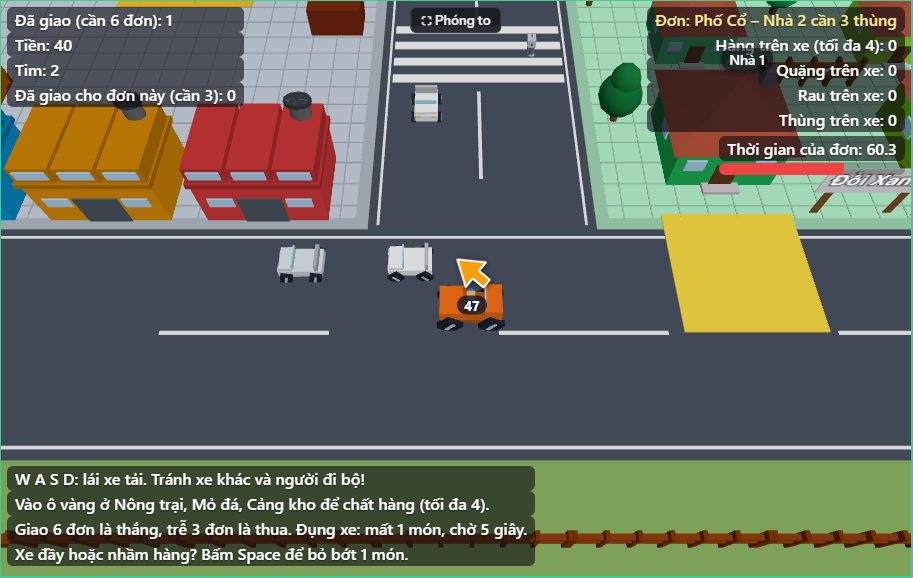 Đã giao (cần 6 đơn): 1
Tiền: 40
Tim: 2
Đã giao cho đơn này (cần 3): 0
Phóng to
Đơn: Phố Cổ – Nhà 2 cần 3 thùng
Hàng trên xe (tối đa 4): 0
Nhà 1
Quặng trên xe: 0
Rau trên xe: 0
Thùng trên xe: 0
Thời gian của đơn: 60.3
Đồi Xan
47
W A S D: lái xe tải. Tránh xe khác và người đi bộ!
Vào ô vàng ở Nông trại, Mỏ đá, Cảng kho để chất hàng (tối đa 4).
Giao 6 đơn là thắng, trễ 3 đơn là thua. Đụng xe: mất 1 món, chờ 5 giây.
Xe đầy hoặc nhầm hàng? Bấm Space để bỏ bớt 1 món.